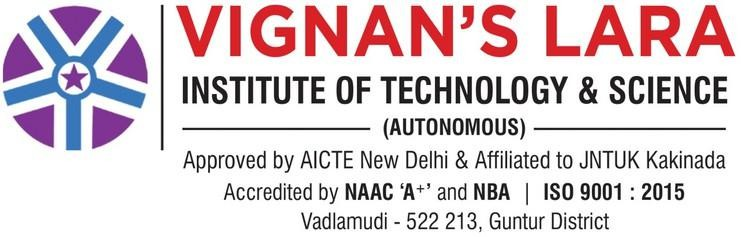 VIGNAN'S LARA
INSTITUTE OF TECHNOLOGY & SCIENCE
(AUTONOMOUS)
Approved by AICTE New Delhi & Affiliated to JNTUK Kakinada
Accredited by NAAC 'A+' and NBA | ISO 9001 : 2015
Vadlamudi - 522 213, Guntur District